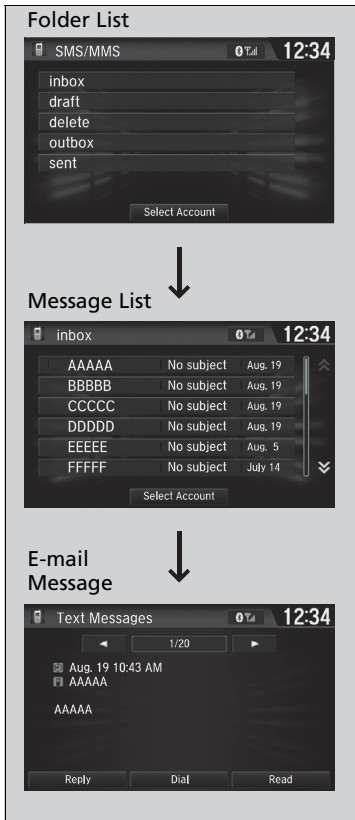 Folder List
SMS/MMS 12:34
inbox
draft
delete
outbox
sent
Select Account
Message List
inbox 12:34
AAAAA No subject Aug. 19
BBBBB No subject Aug. 19
CCCCC No subject Aug. 19
DDDDD No subject Aug. 19
EEEEE No subject Aug. 5
FFFFF No subject July 14
Select Account
E-mail
Message
Text Messages 12:34
1/20
Aug. 19 10:43 AM
AAAAA
AAAAA
Reply Dial Read